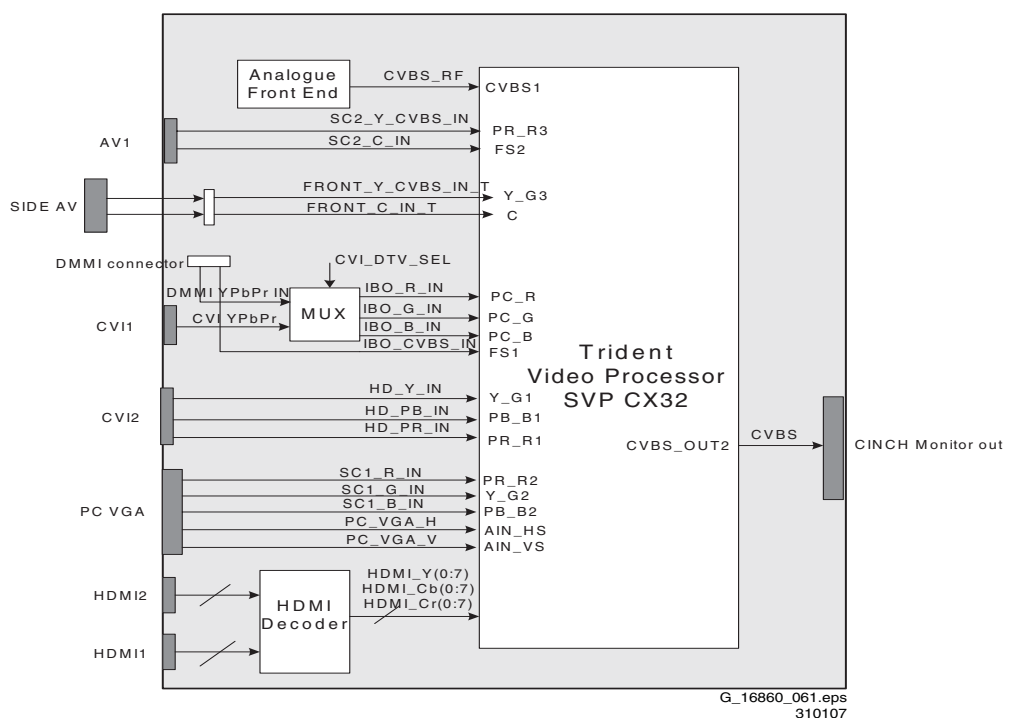 Analogue
Front End
CVBS_RF
CVBS1
AV1
SC2_Y_CVBS_IN
PR_R3
SC2_C_IN
FS2
SIDE AV
FRONT_Y_CVBS_IN_T
Y_G3
FRONT_C_IN_T
C
DMMI connector
CVI_DTV_SEL
DMMI YPbPr IN
MUX
IBO_R_IN
PC_R
CVI1
CVI YPbPr
IBO_G_IN
PC_G
IBO_B_IN
PC_B
IBO_CVBS_IN
FS1
Trident
Video Processor
SVP CX32
CVI2
HD_Y_IN
Y_G1
HD_PB_IN
PB_B1
HD_PR_IN
PR_R1
CVBS_OUT2
CVBS
CINCH Monitor out
PC VGA
SC1_R_IN
PR_R2
SC1_G_IN
Y_G2
SC1_B_IN
PB_B2
PC_VGA_H
AIN_HS
PC_VGA_V
AIN_VS
HDMI2
HDMI1
HDMI
Decoder
HDMI_Y(0:7)
HDMI_Cb(0:7)
HDMI_Cr(0:7)
G_16860_061.eps
310107